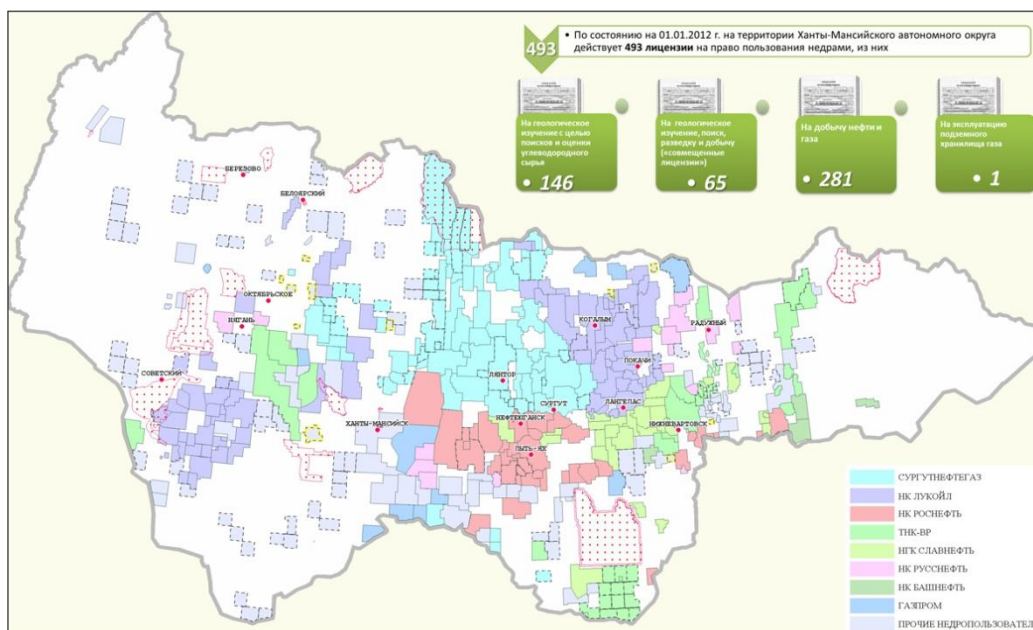 493
• По состоянию на 01.01.2012 г. на территории Ханты-Мансийского автономного округа
действует 493 лицензии на право пользования недрами, из них
На геологическое
изучение с целью
поисков и оценки
углеводородного
сырья
• 146
На геологическое
изучение, поиск,
разведку и добычу
(«совмещенные
лицензии»)
• 65
На добычу нефти и
газа
• 281
На эксплуатацию
подземного
хранилища газа
• 1
БЕРЕЗОВО
БЕЛОЯРСКИЙ
ОКТЯБРЬСКОЕ
НЯГАНЬ
КОГАЛЫМ
РАДУЖНЫЙ
ПОКАЧИ
СОВЕТСКИЙ
ЛЯНТОР
СУРГУТ
ЛАНГЕПАС
НЕФТЕЮГАНСК
ХАНТЫ-МАНСИЙСК
НИЖНЕВАРТОВСК
ПЫТЬ-ЯХ
СУРГУТНЕФТЕГАЗ
НК ЛУКОЙЛ
НК РОСНЕФТЬ
ТНК-ВР
НГК СЛАВНЕФТЬ
НК РУССНЕФТЬ
НК БАШНЕФТЬ
ГАЗПРОМ
ПРОЧИЕ НЕДРОПОЛЬЗОВАТЕЛ